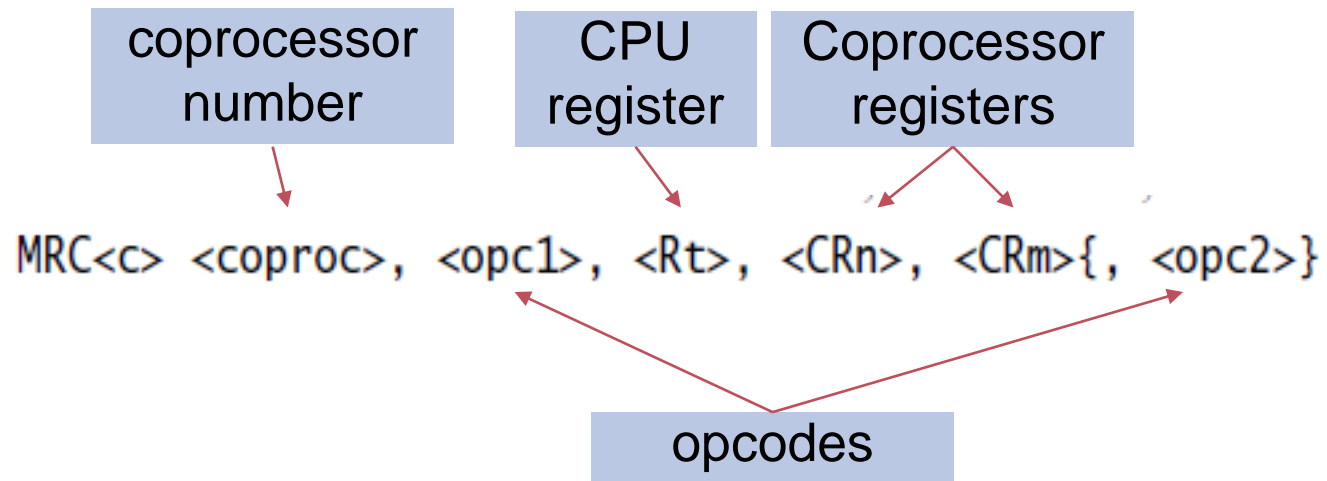 coprocessor
number
CPU
register
Coprocessor
registers
MRC<c> <coproc>, <opc1>, <Rt>, <CRn>, <CRm>{, <opc2>}
opcodes